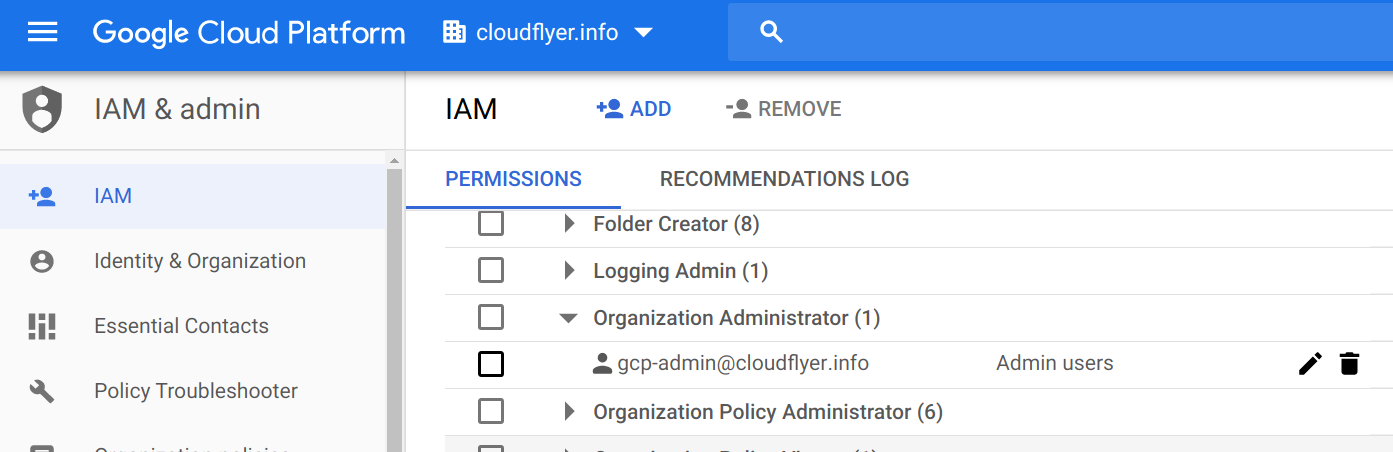 Google Cloud Platform cloudflyer.info
IAM & admin
IAM ADD REMOVE
PERMISSIONS RECOMMENDATIONS LOG
IAM
Identity & Organization
Essential Contacts
Policy Troubleshooter
Folder Creator (8)
Logging Admin (1)
Organization Administrator (1)
gcp-admin@cloudflyer.info Admin users
Organization Policy Administrator (6)